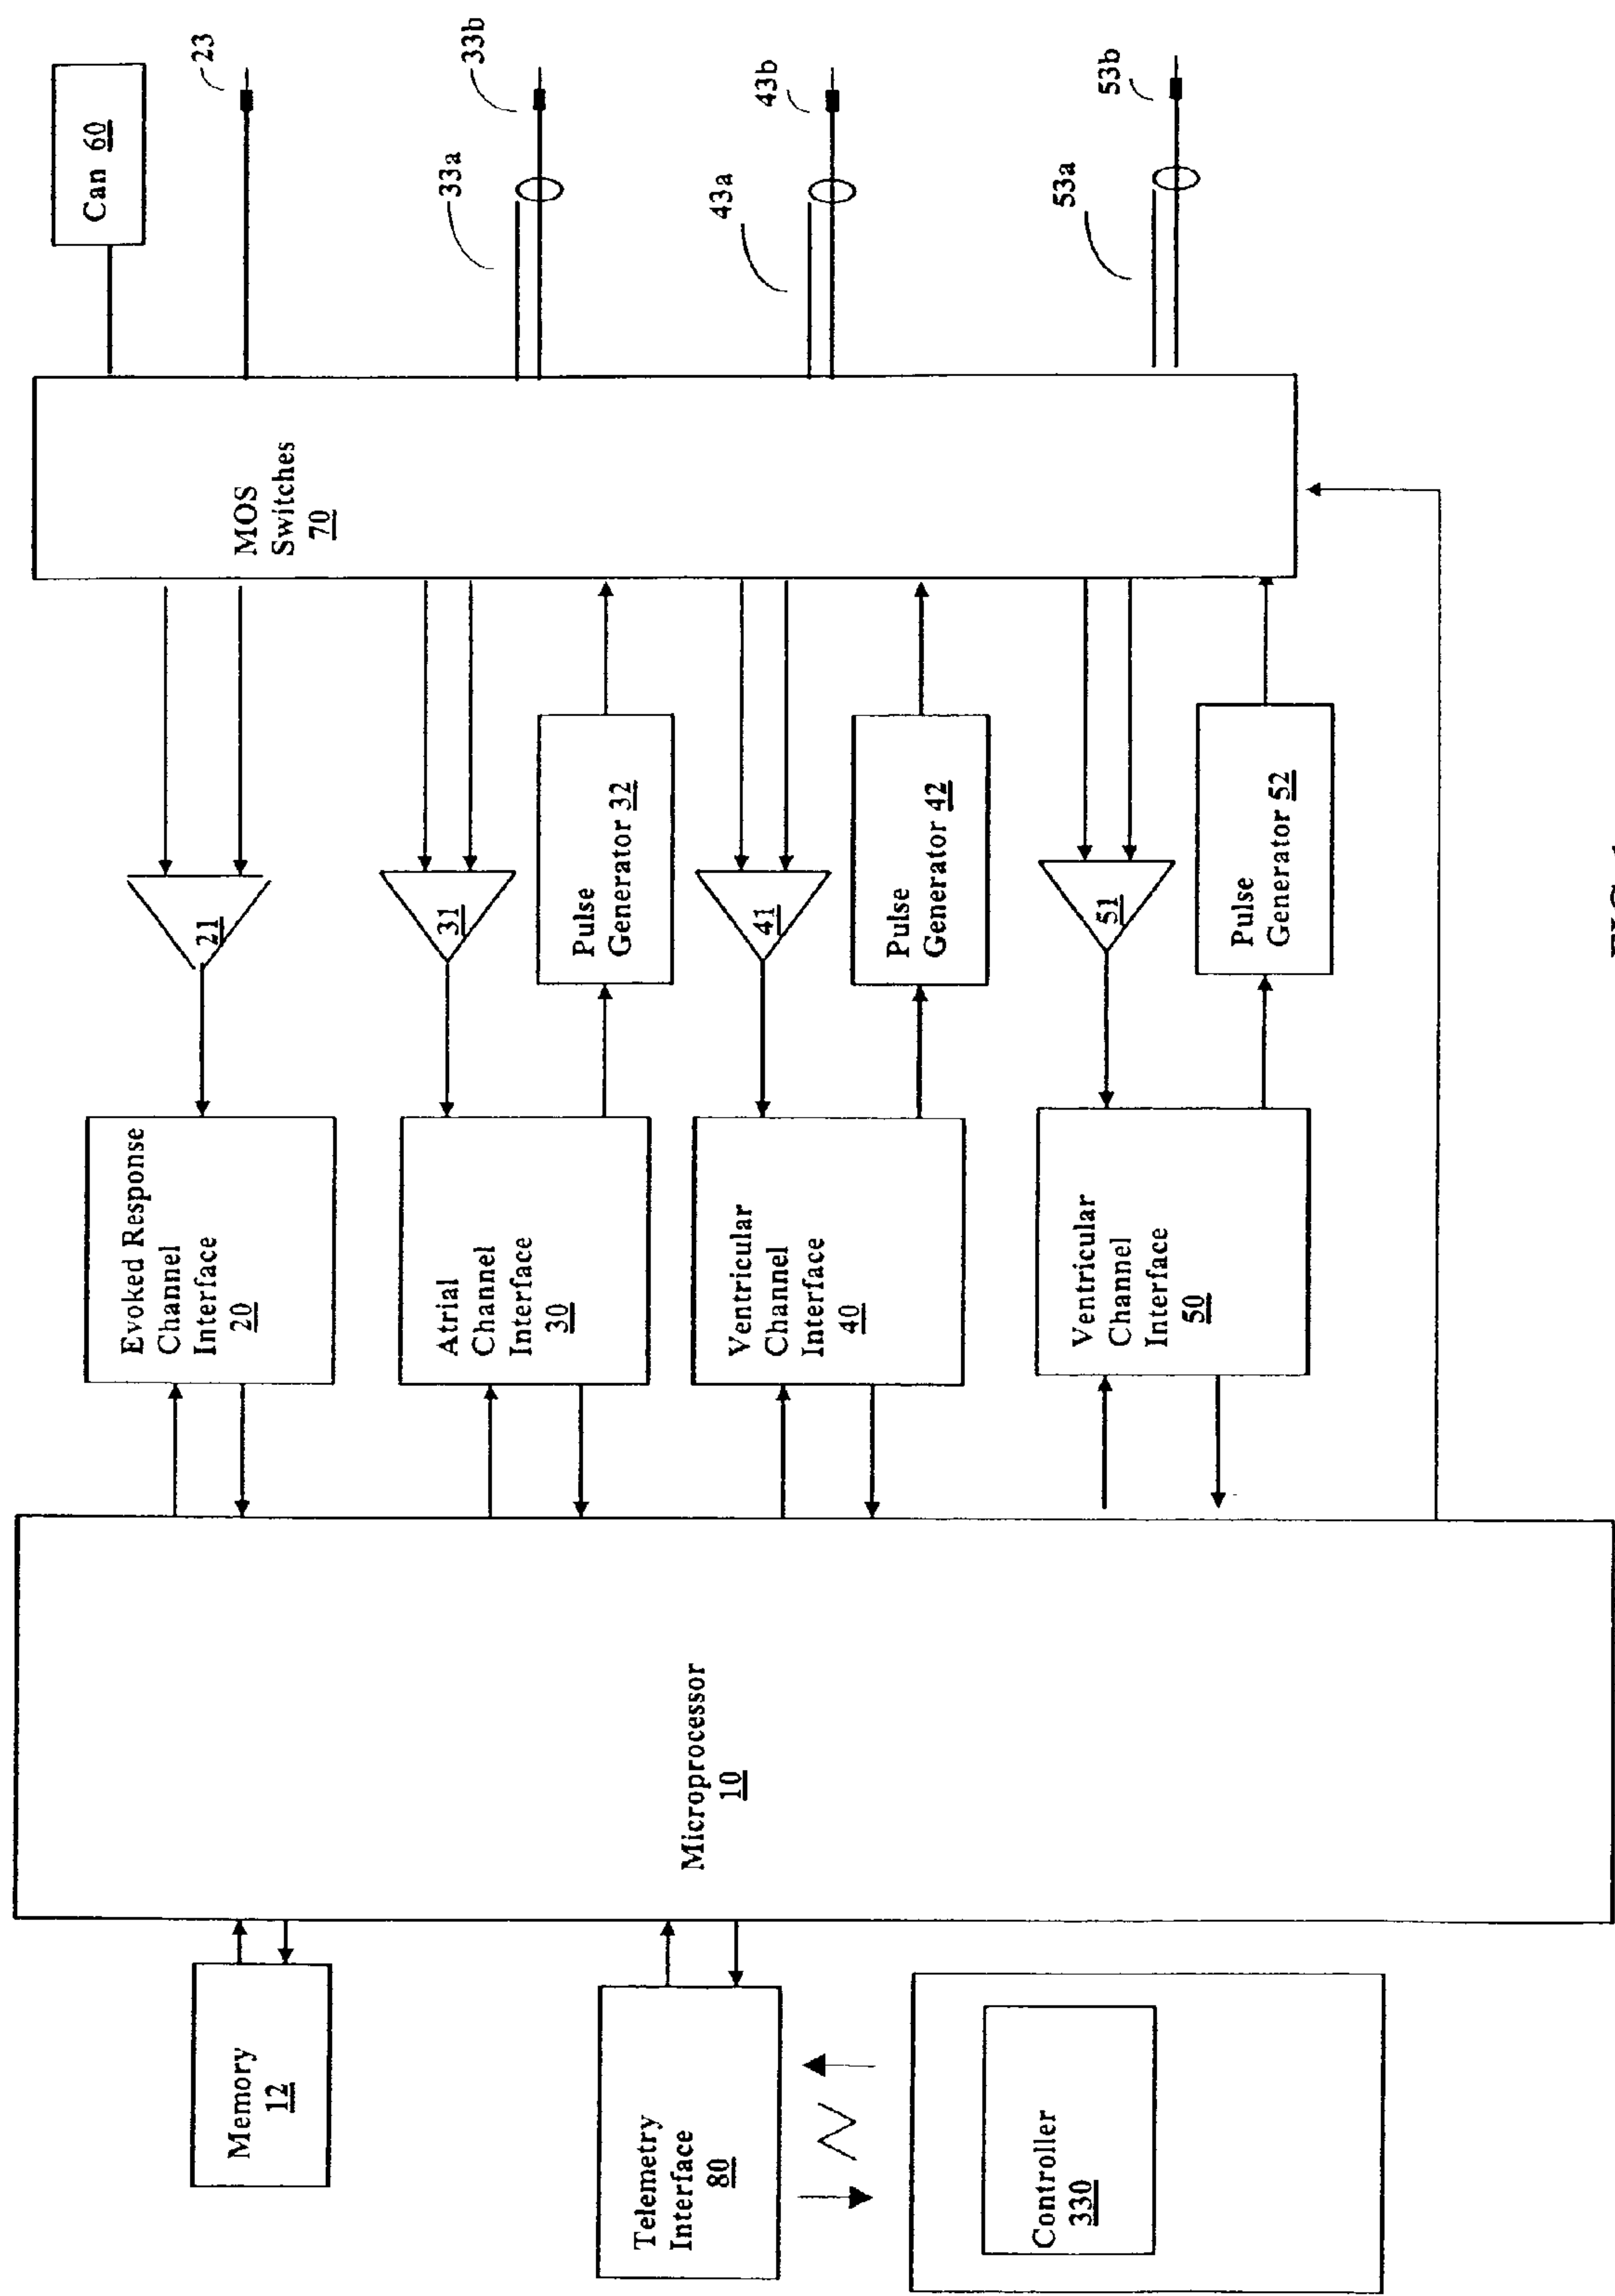 Can 60
23
33a
33b
43a
43b
53a
53b
MOS
Switches
70
21
31
Pulse
Generator 32
41
Pulse
Generator 42
51
Pulse
Generator 52
Evoked Response
Channel
Interface
20
Atrial
Channel
Interface
30
Ventricular
Channel
Interface
40
Ventricular
Channel
Interface
50
Microprocessor
10
Memory
12
Telemetry
Interface
80
Controller
330